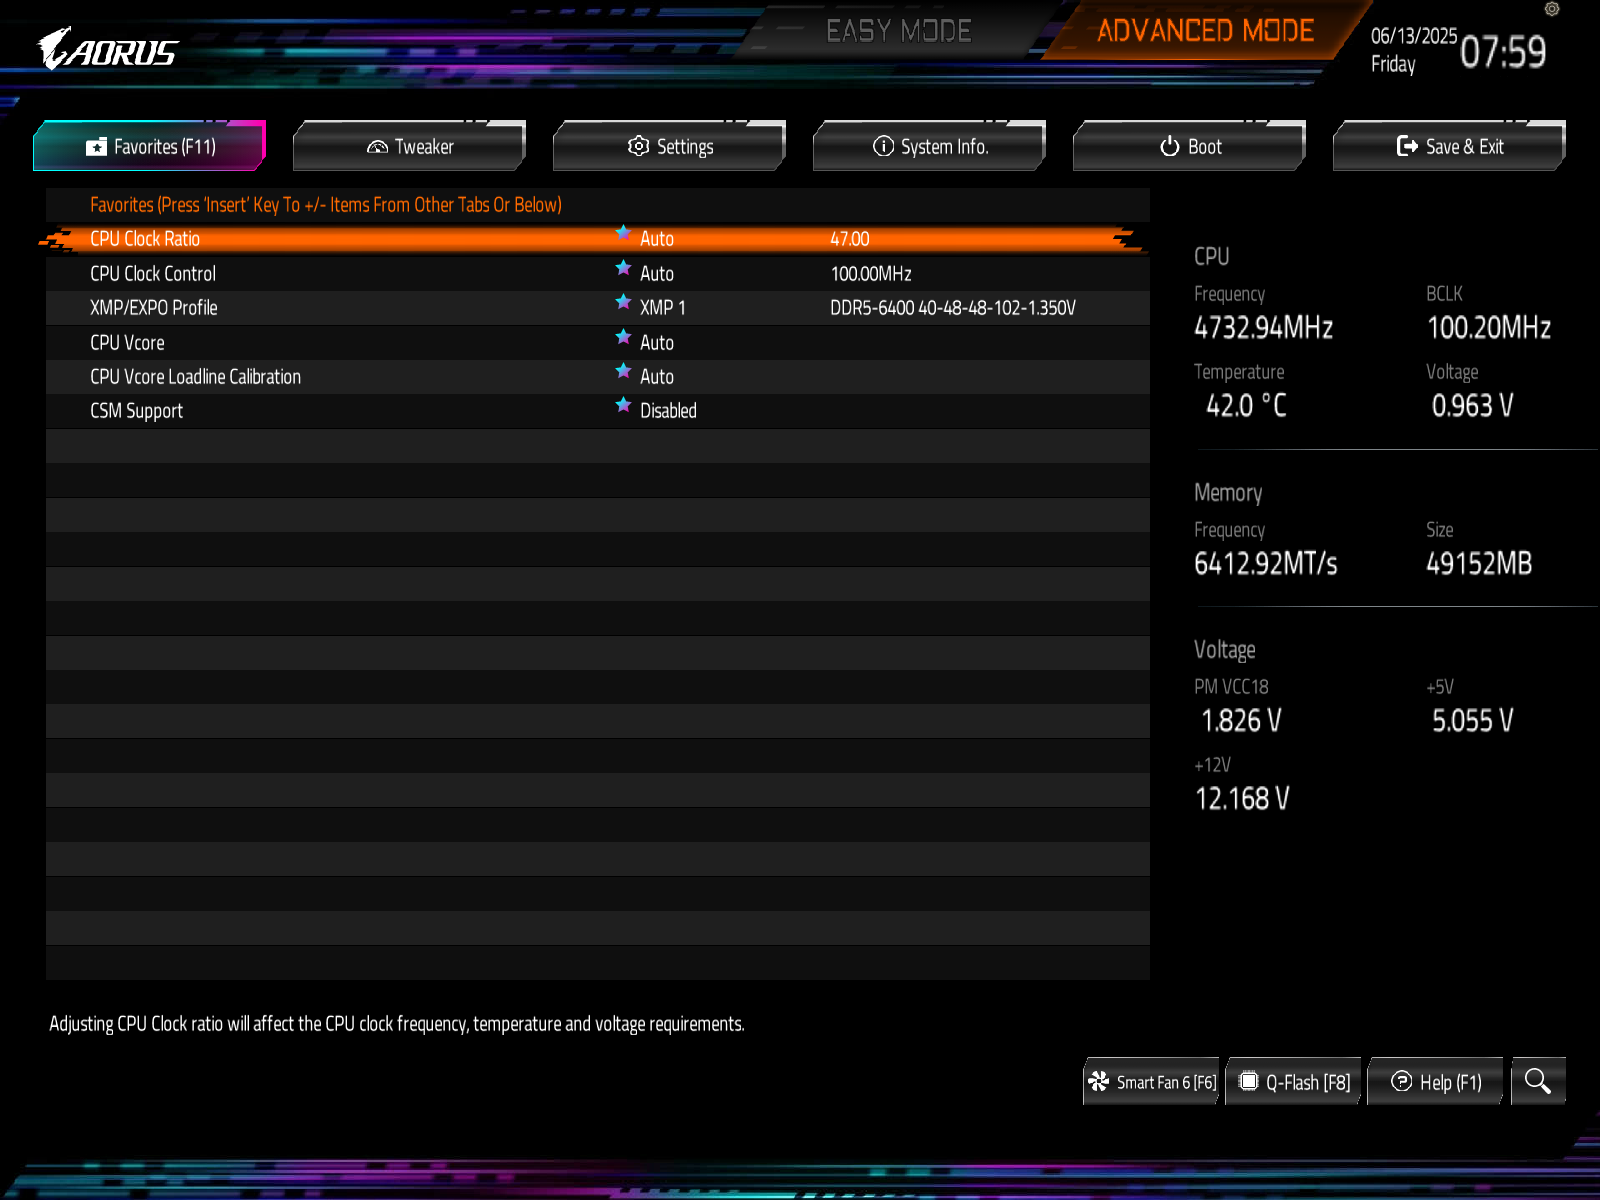 AORUS
EASY MODE
ADVANCED MODE
06/13/2025
Friday
07:59
Favorites (F11)
Tweaker
Settings
System Info.
Boot
Save & Exit
Favorites (Press 'Insert' Key To +/- Items From Other Tabs Or Below)
CPU Clock Ratio Auto 47.00
CPU Clock Control Auto 100.00MHz
XMP/EXPO Profile XMP 1 DDR5-6400 40-48-48-102-1.350V
CPU Vcore Auto
CPU Vcore Loadline Calibration Auto
CSM Support Disabled
CPU
Frequency BCLK
4732.94MHz 100.20MHz
Temperature Voltage
42.0 °C 0.963 V
Memory
Frequency Size
6412.92MT/s 49152MB
Voltage
PM VCC18 +5V
1.826 V 5.055 V
+12V
12.168 V
Adjusting CPU Clock ratio will affect the CPU clock frequency, temperature and voltage requirements.
Smart Fan 6 [F6]
Q-Flash [F8]
Help (F1)